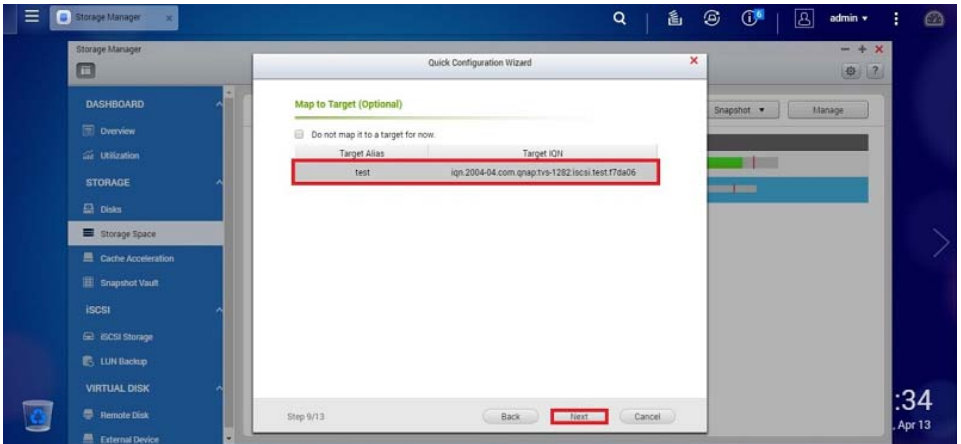 Storage Manager
6
admin
Storage Manager
?
DASHBOARD
Overview
Utilization
STORAGE
Disks
Storage Space
Cache Acceleration
Snapshot Vault
iSCSI
iSCSI Storage
LUN Backup
VIRTUAL DISK
Remote Disk
External Device
Quick Configuration Wizard
Map to Target (Optional)
Do not map it to a target for now.
Target Alias Target IQN
test iqn.2004-04.com.qnap:tvs-1282:iscsi.test.f7da06
Step 9/13 Back Next Cancel
Snapshot Manage
:34
, Apr 13